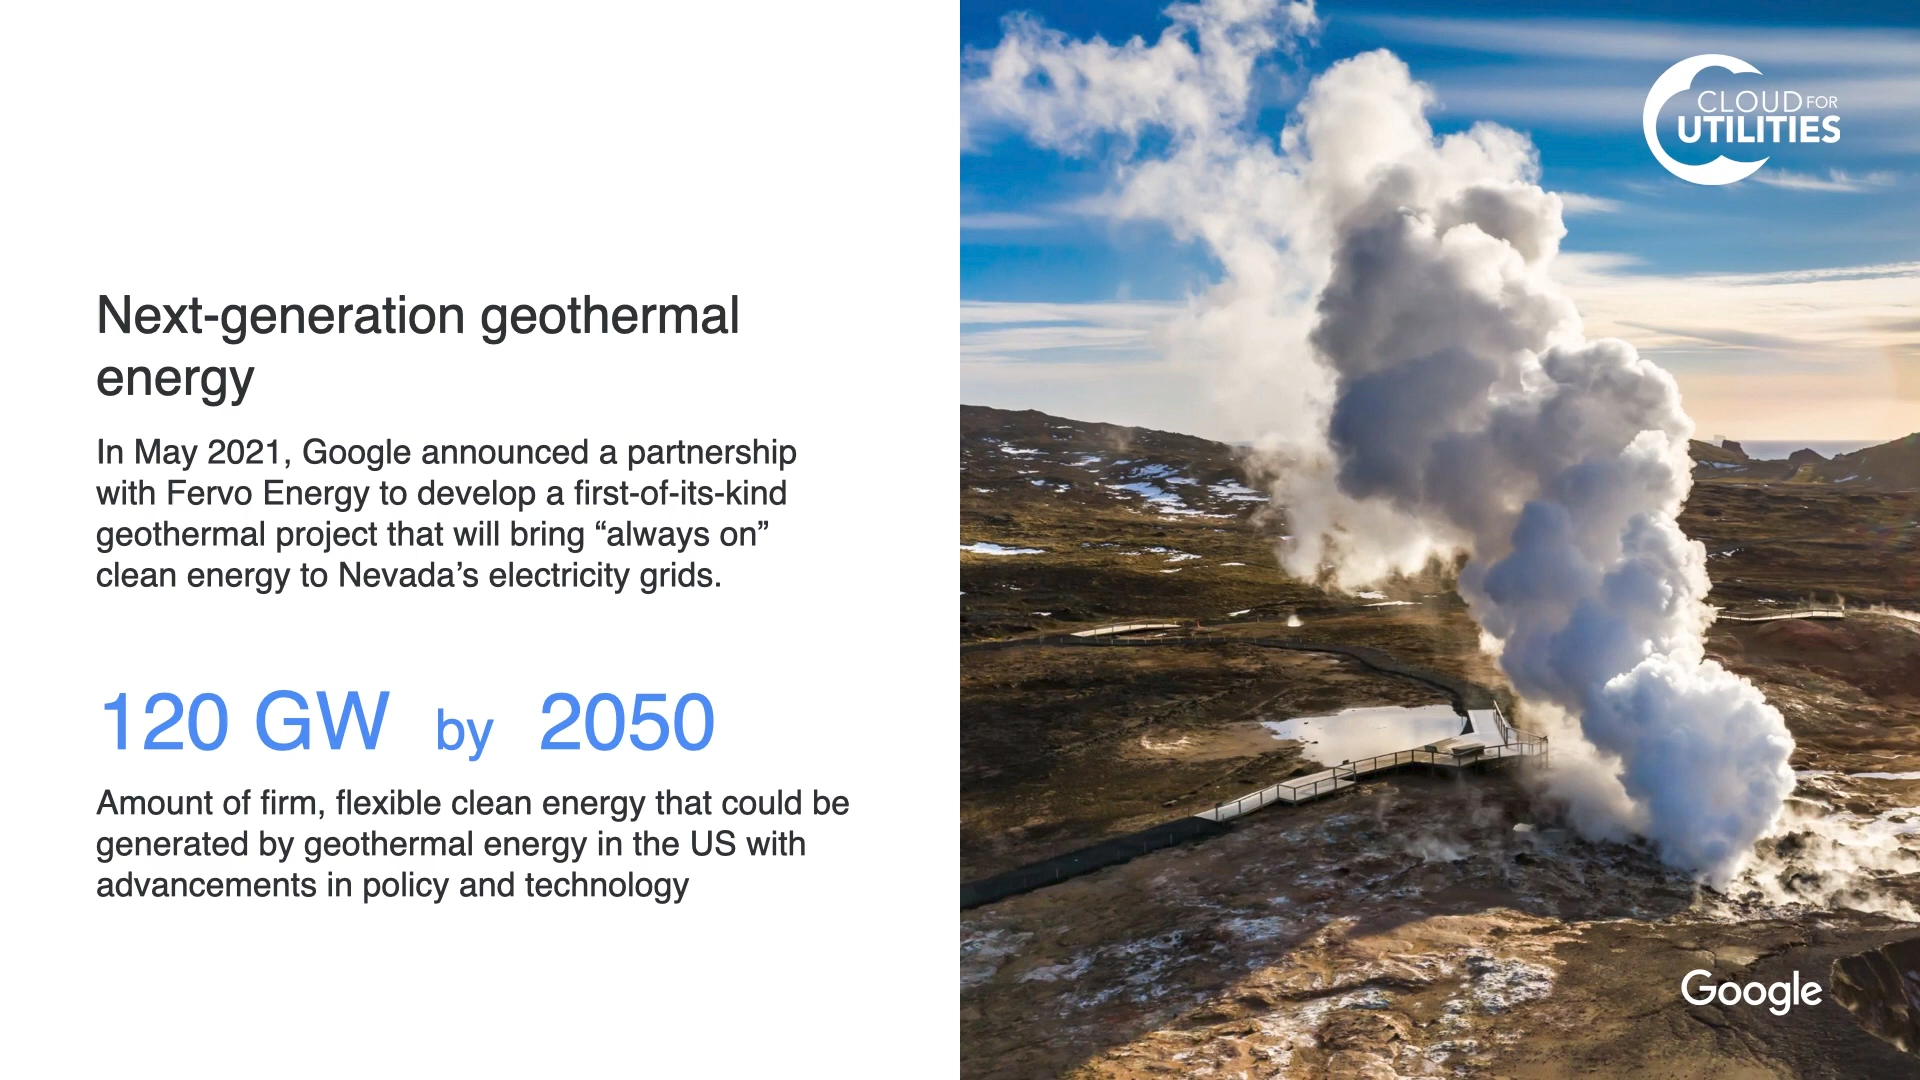 Next-generation geothermal
energy
In May 2021, Google announced a partnership
with Fervo Energy to develop a first-of-its-kind
geothermal project that will bring “always on”
clean energy to Nevada’s electricity grids.
120 GW by 2050
Amount of firm, flexible clean energy that could be
generated by geothermal energy in the US with
advancements in policy and technology
CLOUD FOR
UTILITIES
Google